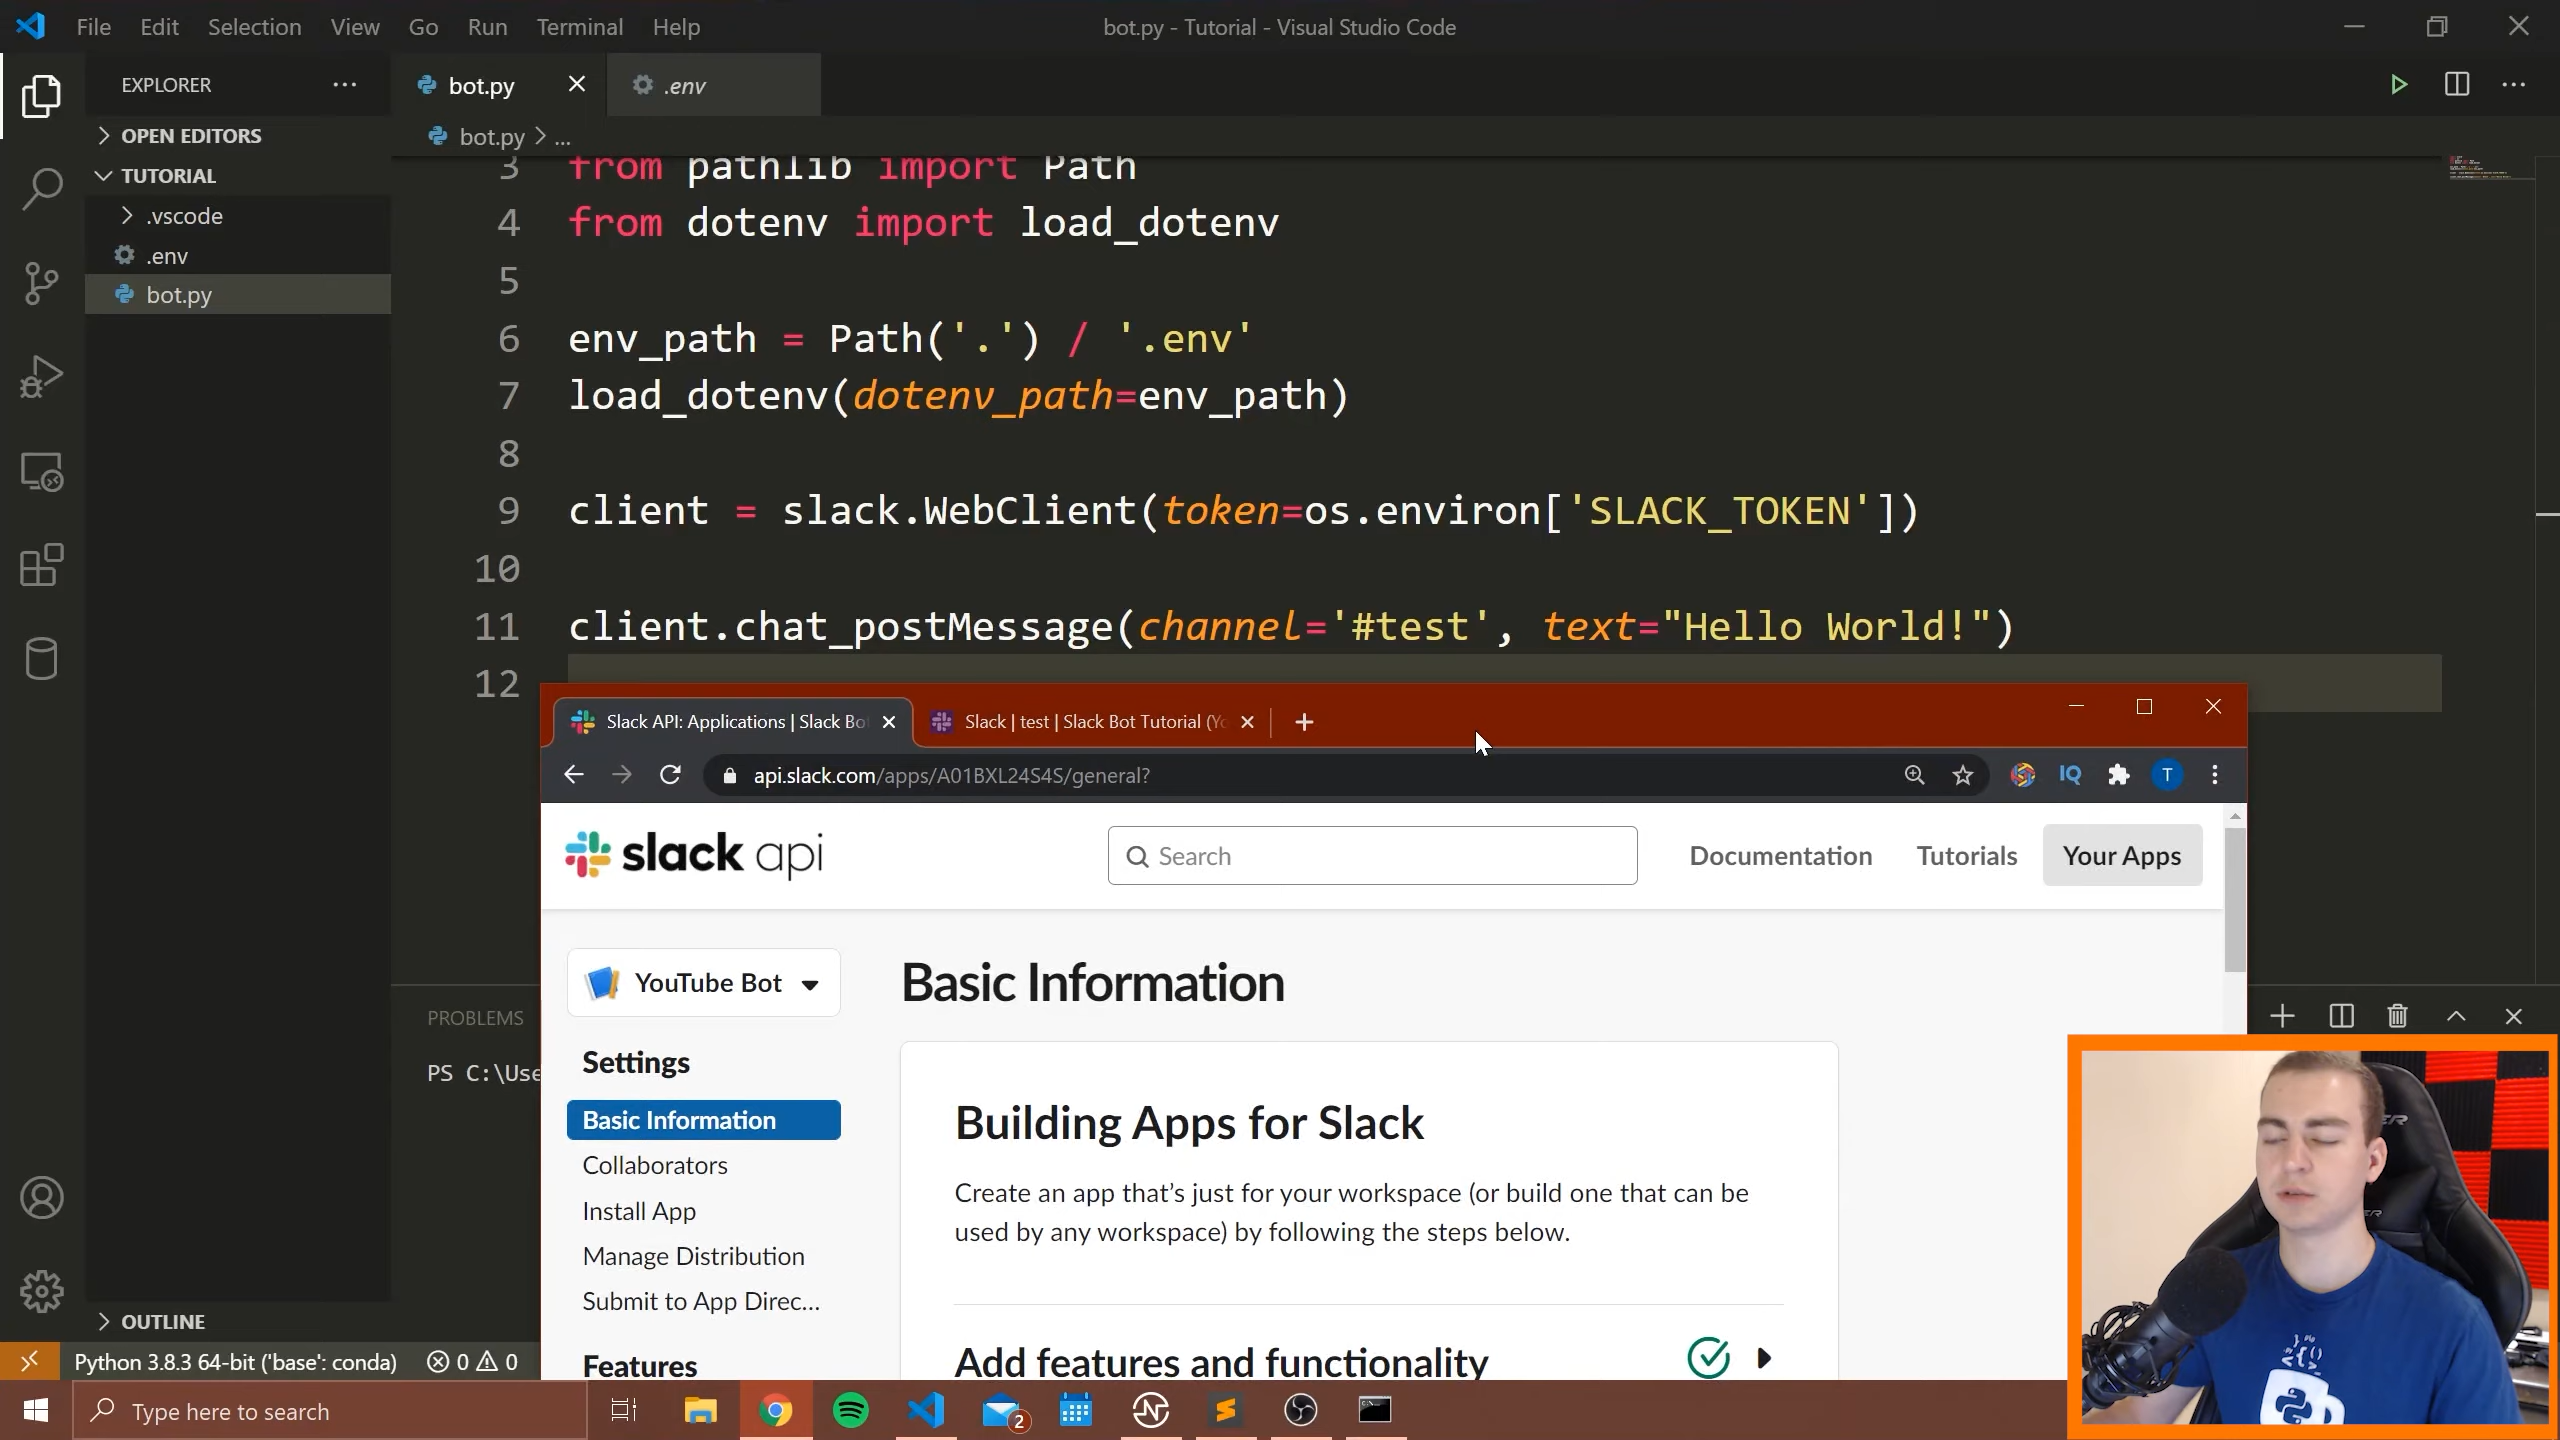 File Edit Selection View Go Run Terminal Help
bot.py - Tutorial - Visual Studio Code
EXPLORER
OPEN EDITORS
TUTORIAL
.vscode
.env
bot.py
OUTLINE
bot.py
.env
bot.py > ...
3 from pathlib import Path
4 from dotenv import load_dotenv
5
6 env_path = Path('.') / '.env'
7 load_dotenv(dotenv_path=env_path)
8
9 client = slack.WebClient(token=os.environ['SLACK_TOKEN'])
10
11 client.chat_postMessage(channel='#test', text="Hello World!")
12
PROBLEMS
PS C:\Use
Slack API: Applications | Slack Bo
Slack | test | Slack Bot Tutorial (Yo
api.slack.com/apps/A01BXL24S4S/general?
IQ
T
slack api
Search
Documentation
Tutorials
Your Apps
YouTube Bot
Settings
Basic Information
Collaborators
Install App
Manage Distribution
Submit to App Direc...
Features
Basic Information
Building Apps for Slack
Create an app that's just for your workspace (or build one that can be
used by any workspace) by following the steps below.
Add features and functionality
Python 3.8.3 64-bit ('base': conda)
0
0
Type here to search
2